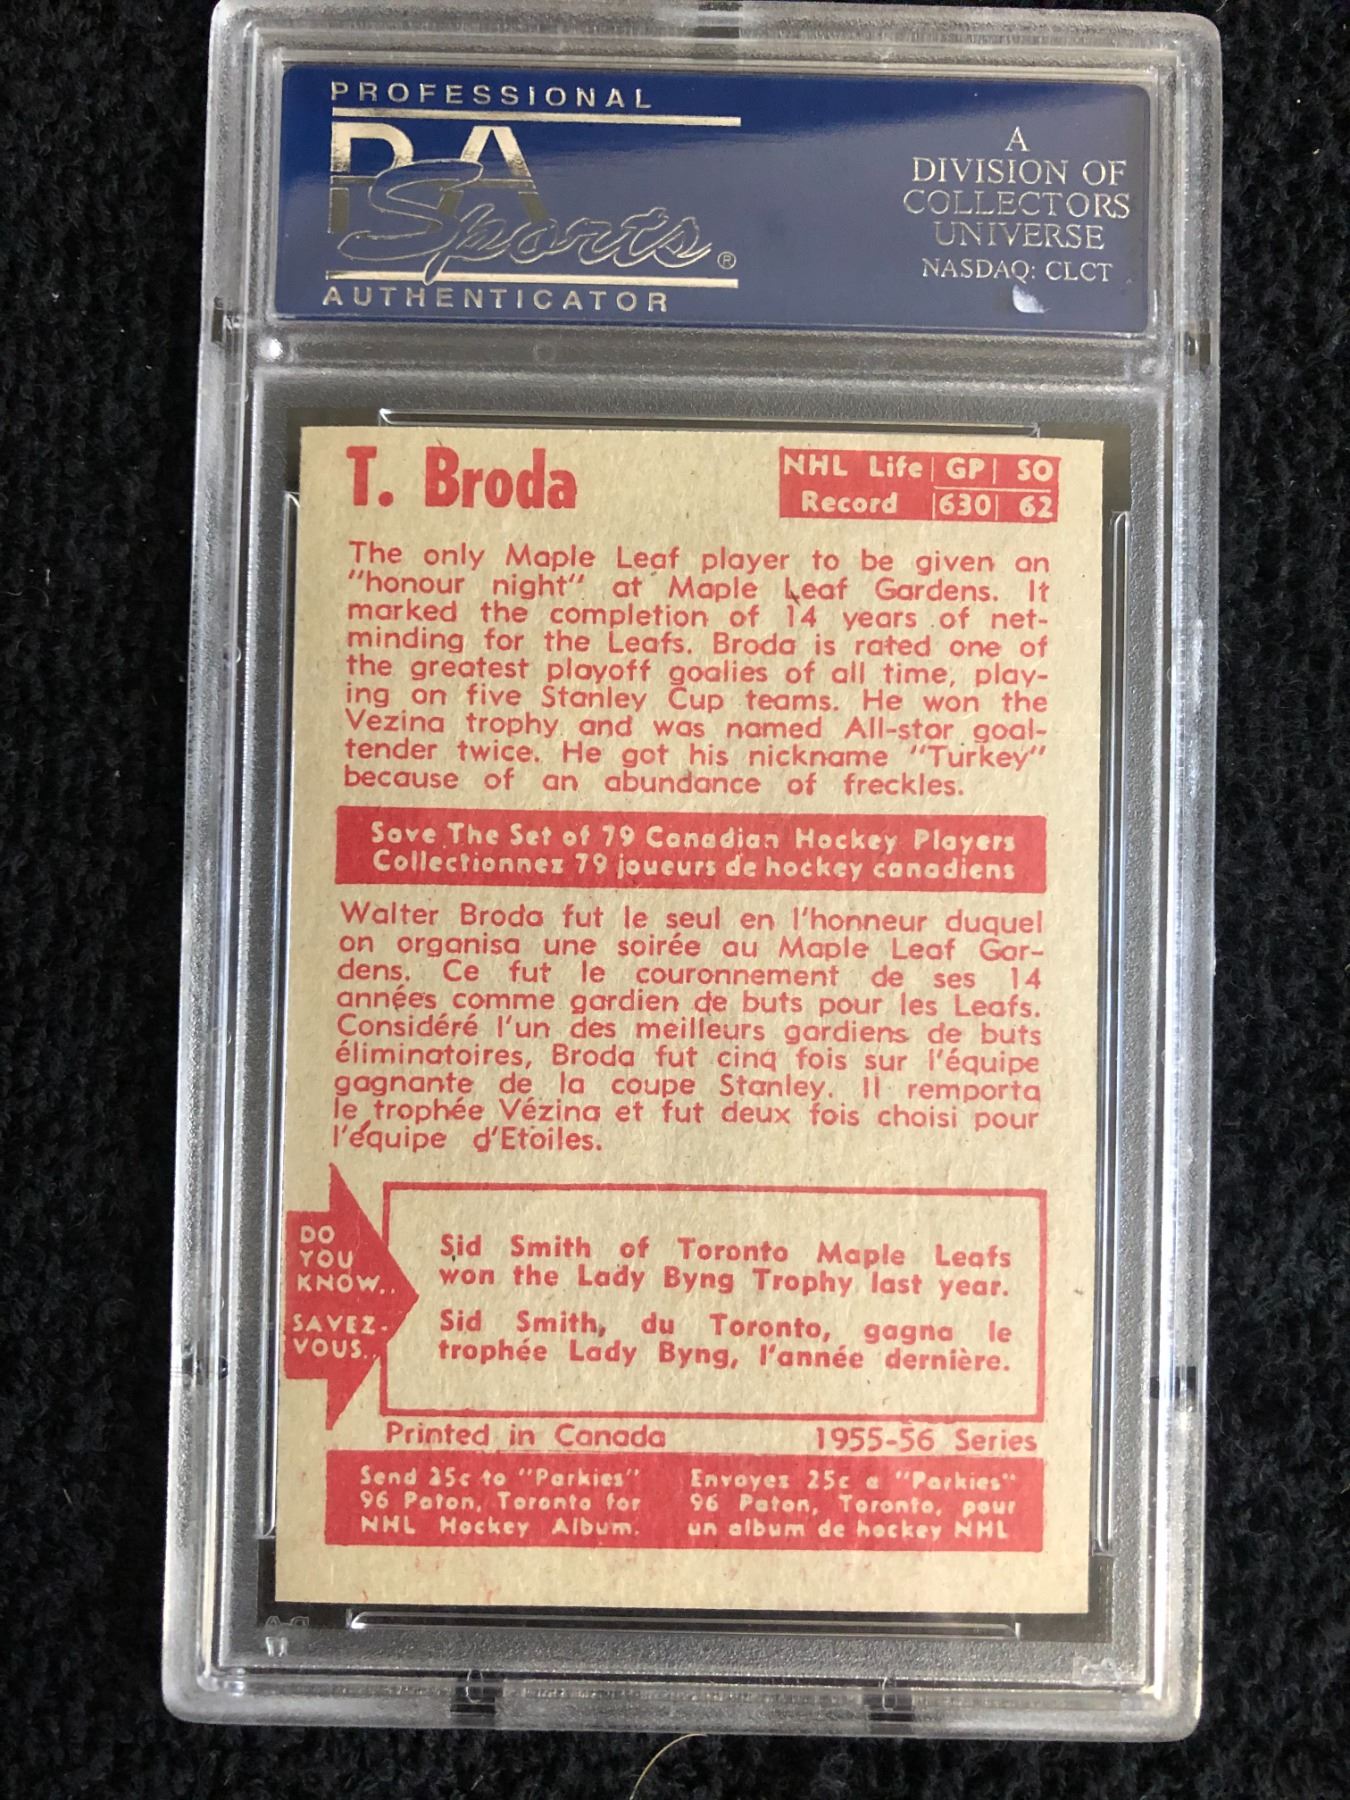 PROFESSIONAL
PSA
Sports®
AUTHENTICATOR
A
DIVISION OF
COLLECTORS
UNIVERSE
NASDAQ: CLCT
T. Broda
NHL Life GP SO
Record 630 62
The only Maple Leaf player to be given an
"honour night" at Maple Leaf Gardens. It
marked the completion of 14 years of net-
minding for the Leafs. Broda is rated one of
the greatest playoff goalies of all time, play-
ing on five Stanley Cup teams. He won the
Vezina trophy and was named All-star goal-
tender twice. He got his nickname "Turkey"
because of an abundance of freckles.
Save The Set of 79 Canadian Hockey Players
Collectionnez 79 joueurs de hockey canadiens
Walter Broda fut le seul en l'honneur duquel
on organisa une soirée au Maple Leaf Gar-
dens. Ce fut le couronnement de ses 14
années comme gardien de buts pour les Leafs.
Considéré l'un des meilleurs gardiens de buts
éliminatoires, Broda fut cinq fois sur l'équipe
gagnante de la coupe Stanley. Il remporta
le trophée Vézina et fut deux fois choisi pour
l'équipe d'Etoiles.
DO
YOU
KNOW..
SAVEZ-
VOUS..
Sid Smith of Toronto Maple Leafs
won the Lady Byng Trophy last year.
Sid Smith, du Toronto, gagna le
trophée Lady Byng, l'année dernière.
Printed in Canada 1955-56 Series
Send 25c to "Parkies"
96 Paton, Toronto for
NHL Hockey Album.
Envoyez 25c a "Parkies"
96 Paton, Toronto, pour
un album de hockey NHL